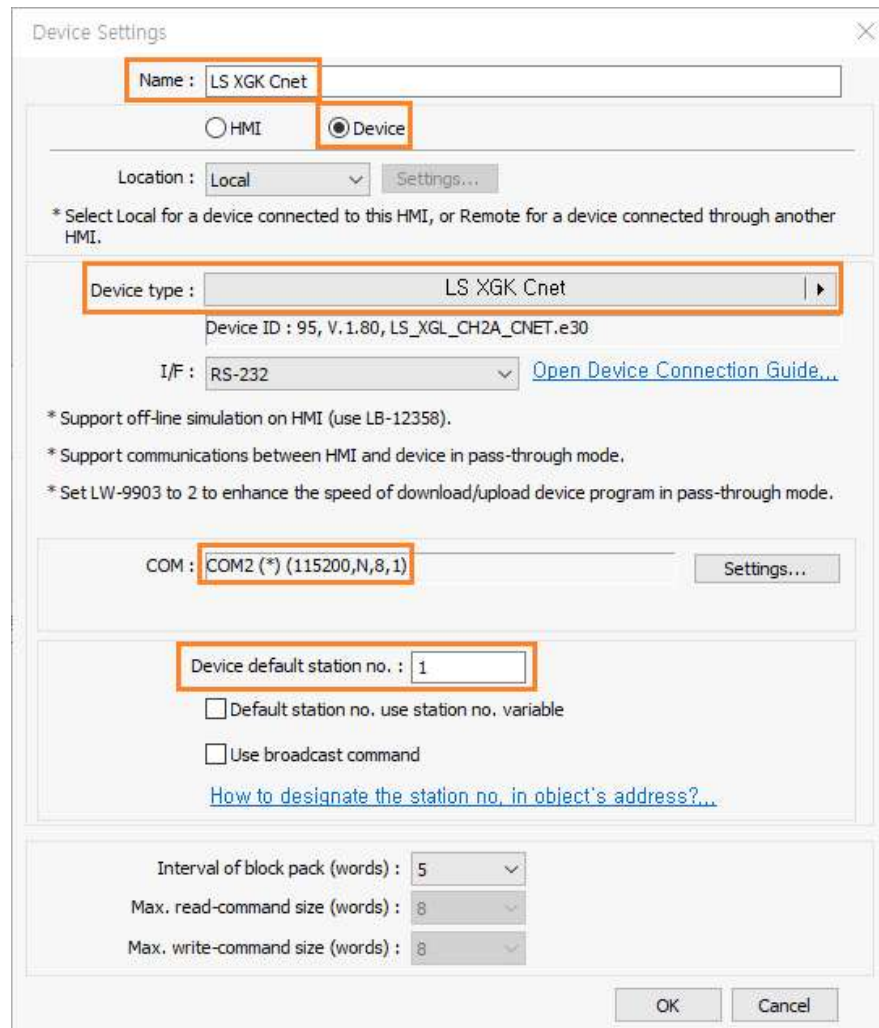 Device Settings
Name : LS XGK Cnet
HMI Device
Location : Local Settings...
* Select Local for a device connected to this HMI, or Remote for a device connected through another
HMI.
Device type : LS XGK Cnet
Device ID : 95, V.1.80, LS_XGL_CH2A_CNET.e30
I/F : RS-232 Open Device Connection Guide...
* Support off-line simulation on HMI (use LB-12358).
* Support communications between HMI and device in pass-through mode.
* Set LW-9903 to 2 to enhance the speed of download/upload device program in pass-through mode.
COM : COM2 (*) (115200,N,8,1) Settings...
Device default station no. : 1
Default station no. use station no. variable
Use broadcast command
How to designate the station no. in object's address?...
Interval of block pack (words) : 5
Max. read-command size (words) : 8
Max. write-command size (words) : 8
OK Cancel